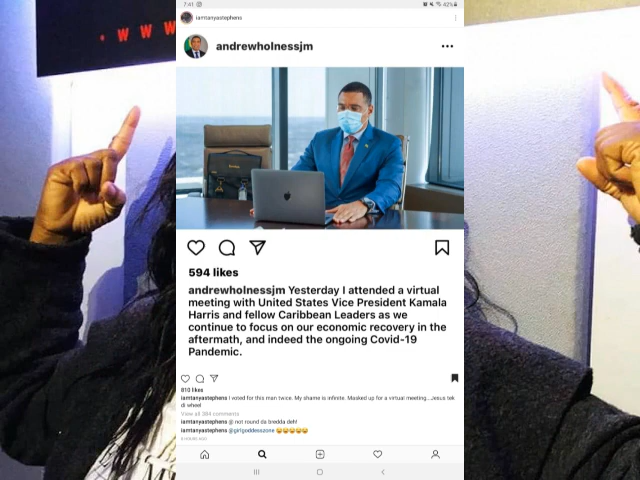 WWW
7:41
42%
iamtanyastephens
andrewholnessjm
594 likes
andrewholnessjm Yesterday I attended a virtual
meeting with United States Vice President Kamala
Harris and fellow Caribbean Leaders as we
continue to focus on our economic recovery in the
aftermath, and indeed the ongoing Covid-19
Pandemic.
810 likes
iamtanyastephens I voted for this man twice. My shame is infinite. Masked up for a virtual meeting...Jesus tek
di wheel
View all 384 comments
iamtanyastephens @ not round da bredda deh!
iamtanyastephens @girlgoddesszone 😂😂😂😂😂